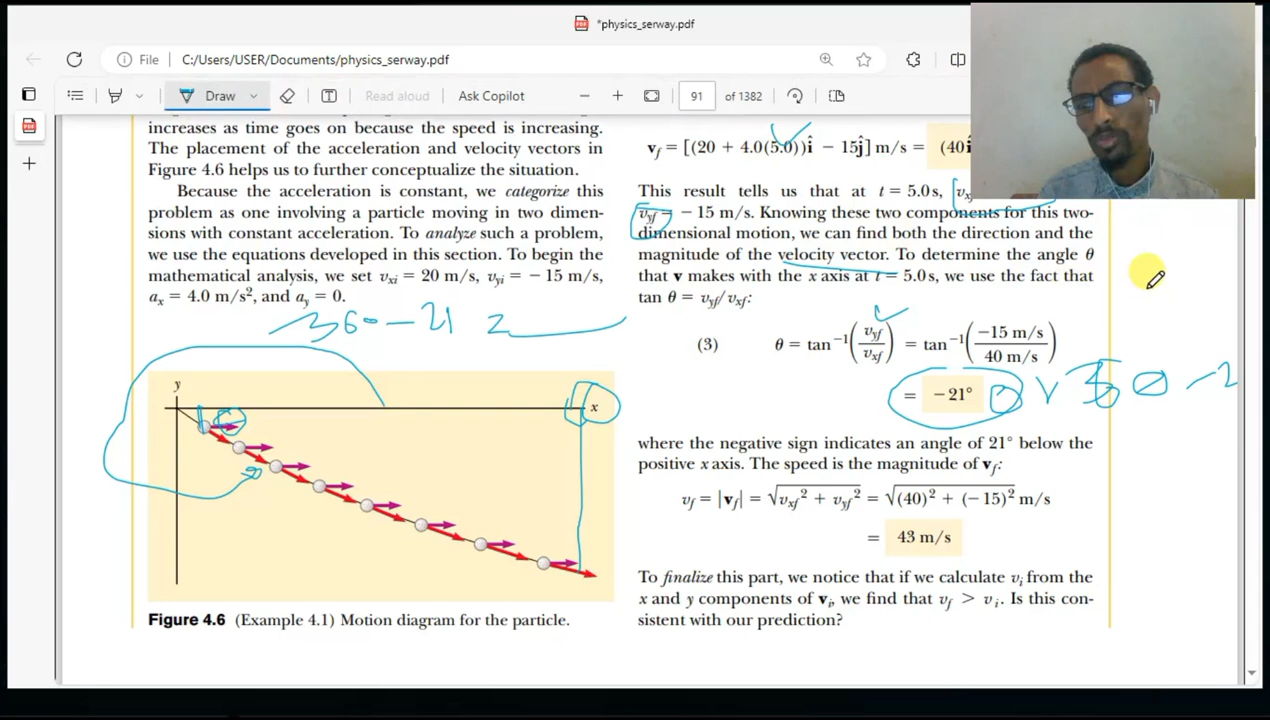 *physics_serway.pdf
File C:/Users/USER/Documents/physics_serway.pdf
Draw Read aloud Ask Copilot 91 of 1382
increases as time goes on because the speed is increasing.
The placement of the acceleration and velocity vectors in
Figure 4.6 helps us to further conceptualize the situation.
Because the acceleration is constant, we categorize this
problem as one involving a particle moving in two dimen-
sions with constant acceleration. To analyze such a problem,
we use the equations developed in this section. To begin the
mathematical analysis, we set vxi = 20 m/s, vyi = − 15 m/s,
ax = 4.0 m/s², and ay = 0.
360 − 21 =
y
x
Figure 4.6 (Example 4.1) Motion diagram for the particle.
vf = [(20 + 4.0(5.0))î − 15ĵ] m/s = (40î
This result tells us that at t = 5.0 s, vx
vyf = − 15 m/s. Knowing these two components for this two-
dimensional motion, we can find both the direction and the
magnitude of the velocity vector. To determine the angle θ
that v makes with the x axis at t = 5.0 s, we use the fact that
tan θ = vyf/vxf:
(3) θ = tan⁻¹(vyf/vxf) = tan⁻¹(−15 m/s / 40 m/s)
= −21°
where the negative sign indicates an angle of 21° below the
positive x axis. The speed is the magnitude of vf:
vf = |vf| = √vxf² + vyf² = √(40)² + (−15)² m/s
= 43 m/s
To finalize this part, we notice that if we calculate vi from the
x and y components of vi, we find that vf > vi. Is this con-
sistent with our prediction?